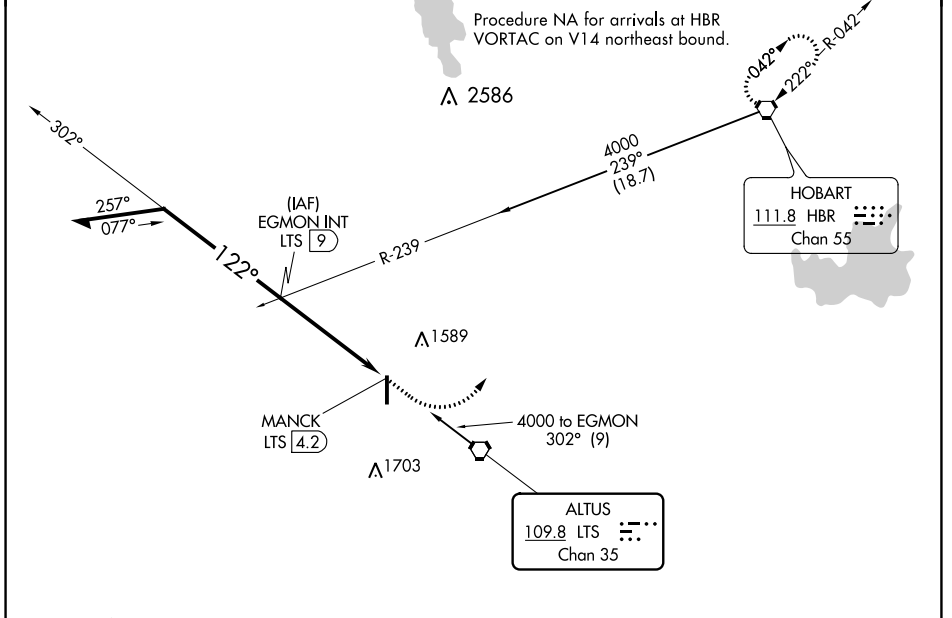 Procedure NA for arrivals at HBR
VORTAC on V14 northeast bound.
R-042
042°
222°
2586
302°
4000
239°
(18.7)
HOBART
111.8 HBR
Chan 55
257°
077°
(IAF)
EGMON INT
LTS 9
R-239
122°
1589
MANCK
LTS 4.2
4000 to EGMON
302° (9)
1703
ALTUS
109.8 LTS
Chan 35